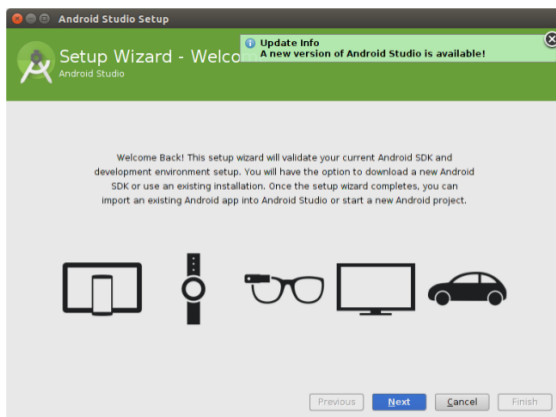 Android Studio Setup
Update Info
A new version of Android Studio is available!
Setup Wizard - Welcom
Android Studio
Welcome Back! This setup wizard will validate your current Android SDK and
development environment setup. You will have the option to download a new Android
SDK or use an existing installation. Once the setup wizard completes, you can
import an existing Android app into Android Studio or start a new Android project.
Previous
Next
Cancel
Finish